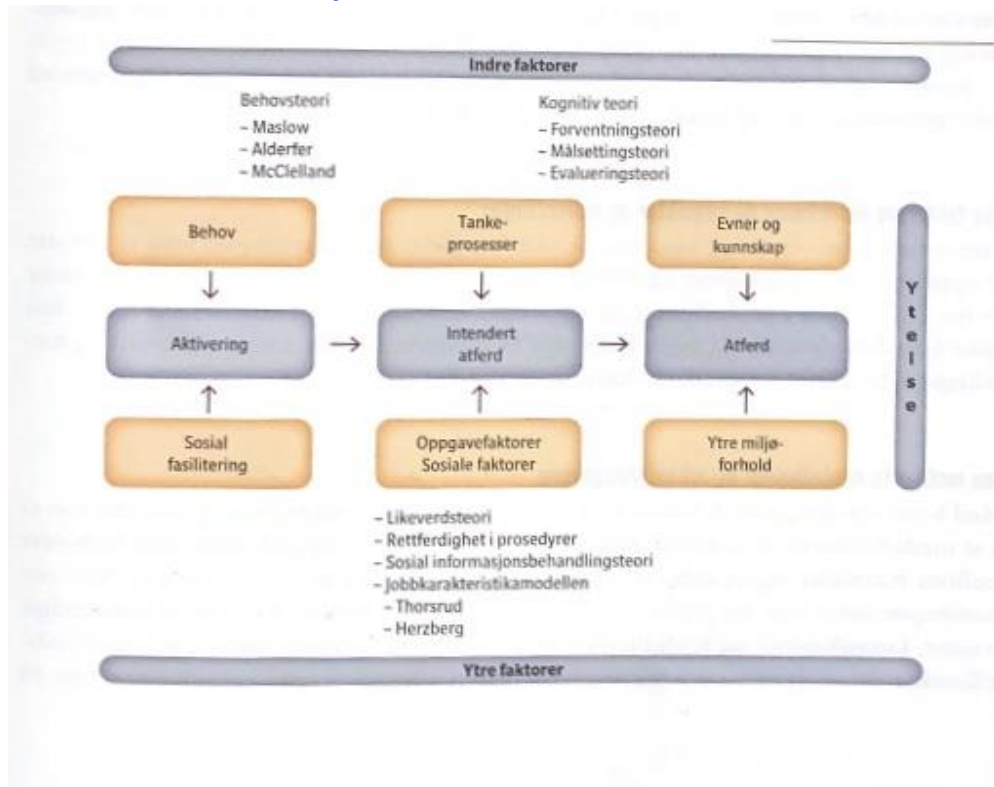 Indre faktorer
Behovsteori
– Maslow
– Alderfer
– McClelland
Kognitiv teori
– Forventningsteori
– Målsettingsteori
– Evalueringsteori
Behov
Tanke-
prosesser
Evner og
kunnskap
Aktivering
Intendert
atferd
Atferd
Ytelse
Sosial
fasilitering
Oppgavefaktorer
Sosiale faktorer
Ytre miljø-
forhold
– Likeverdsteori
– Rettferdighet i prosedyrer
– Sosial informasjonsbehandlingsteori
– Jobbkarakteristikamodellen
– Thorsrud
– Herzberg
Ytre faktorer